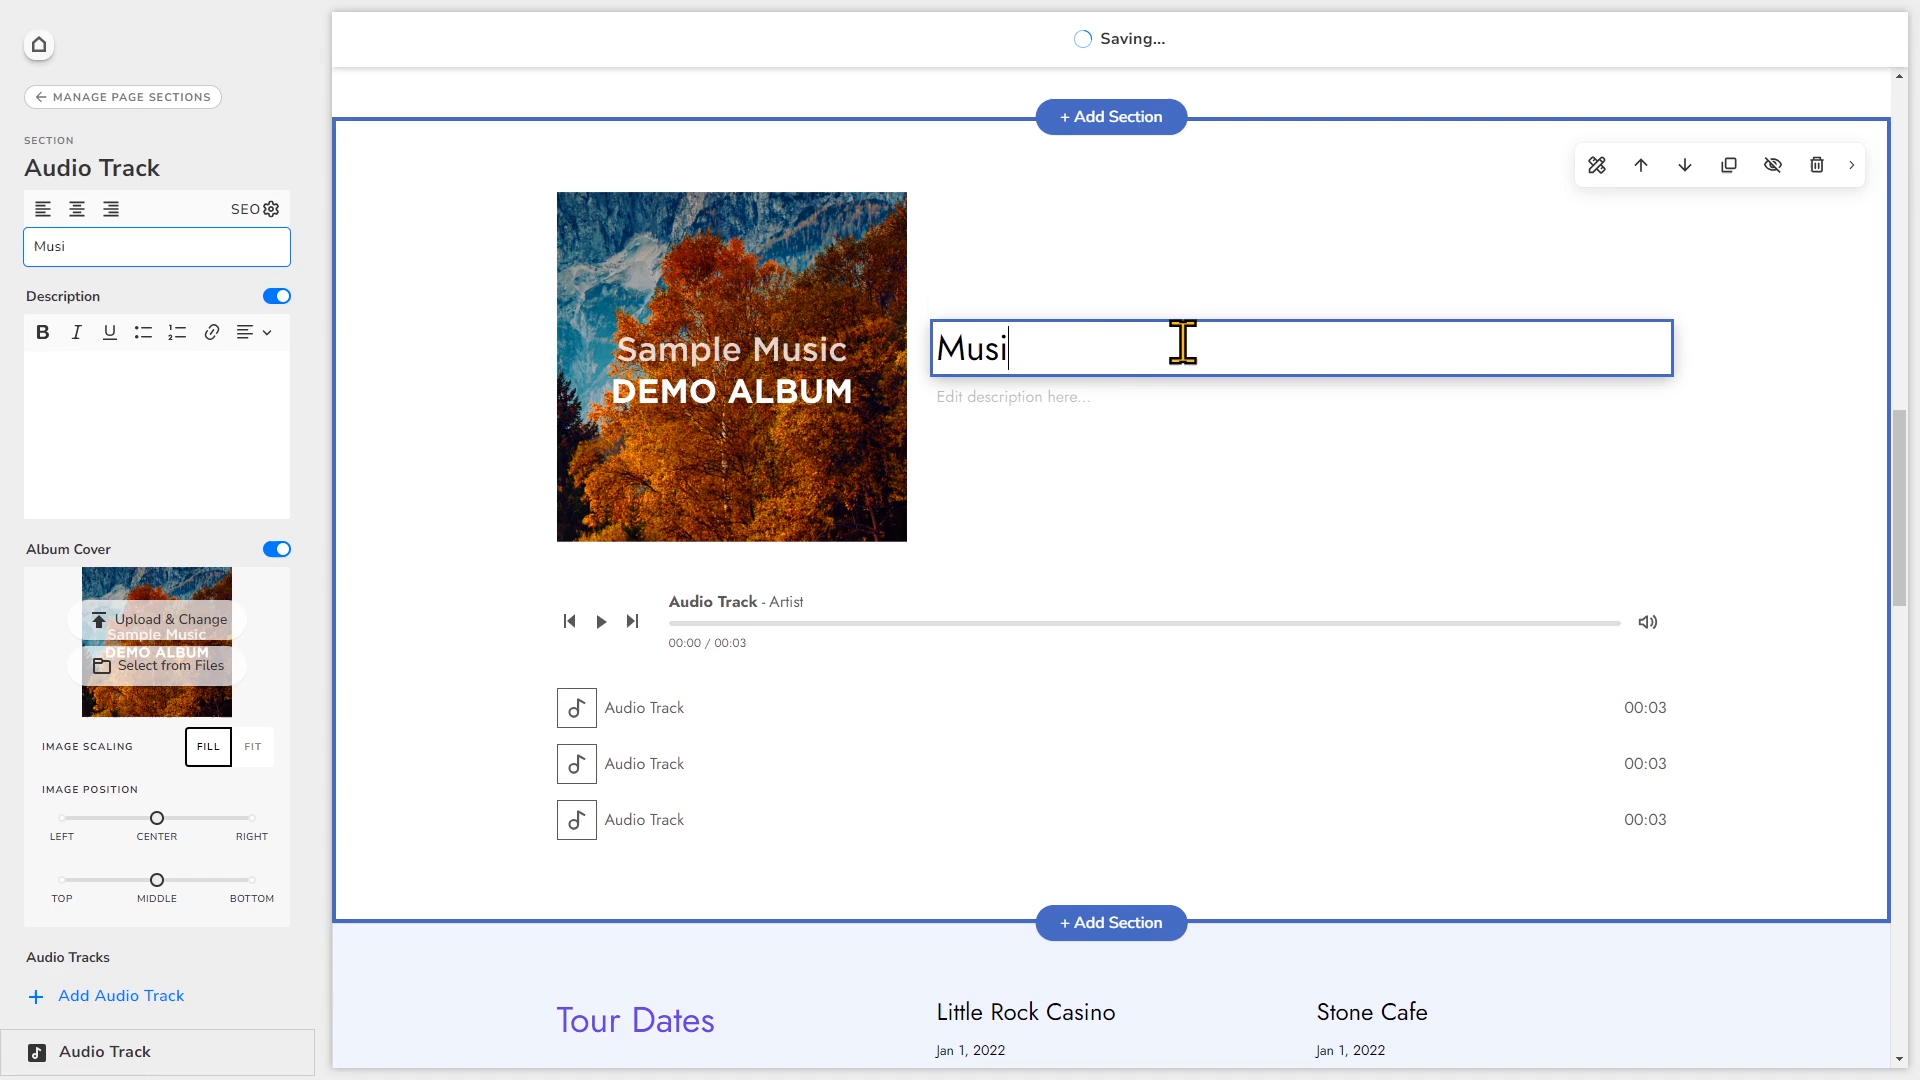 MANAGE PAGE SECTIONS
SECTION
Audio Track
SEO
Musi
Description
B I U
Album Cover
Sample Music
DEMO ALBUM
Upload & Change
Select from Files
IMAGE SCALING
FILL
FIT
IMAGE POSITION
LEFT CENTER RIGHT
TOP MIDDLE BOTTOM
Audio Tracks
+ Add Audio Track
Audio Track
Saving...
+ Add Section
Sample Music
DEMO ALBUM
Musi
Edit description here...
Audio Track - Artist
00:00 / 00:03
Audio Track 00:03
Audio Track 00:03
Audio Track 00:03
+ Add Section
Tour Dates
Little Rock Casino
Jan 1, 2022
Stone Cafe
Jan 1, 2022